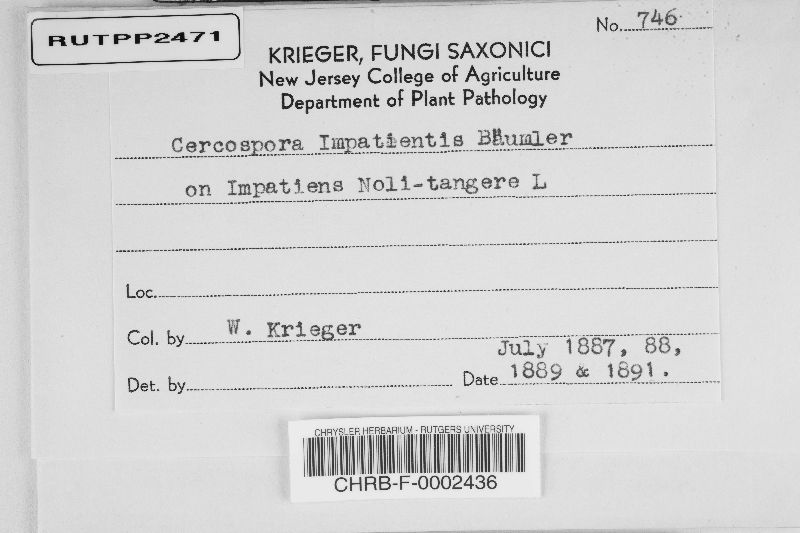 RUTPP2471
No. 746
KRIEGER, FUNGI SAXONICI
New Jersey College of Agriculture
Department of Plant Pathology
Cercospora Impatientis Bäumler
on Impatiens Noli-tangere L
Loc.
Col. by W. Krieger
July 1887, 88,
Det. by Date 1889 & 1891.
CHRYSLER HERBARIUM - RUTGERS UNIVERSITY
CHRB-F-0002436